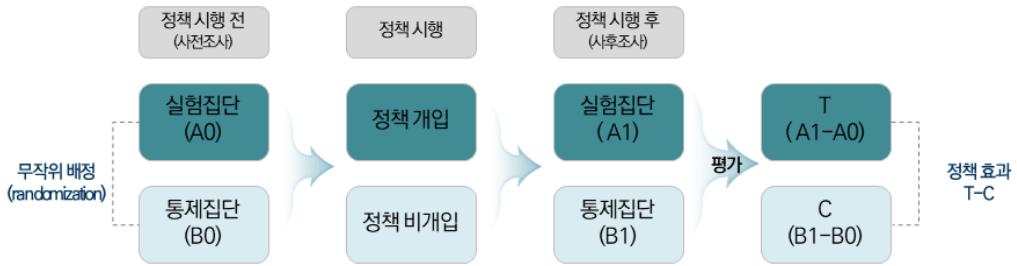 정책 시행 전
(사전조사)
정책 시행
정책 시행 후
(사후조사)
실험집단
(A0)
정책 개입
실험집단
( A1)
T
( A1-A0)
무작위 배정
(randomization)
평가
정책 효과
T-C
통제집단
(B0)
정책 비개입
통제집단
(B1)
C
(B1-B0)